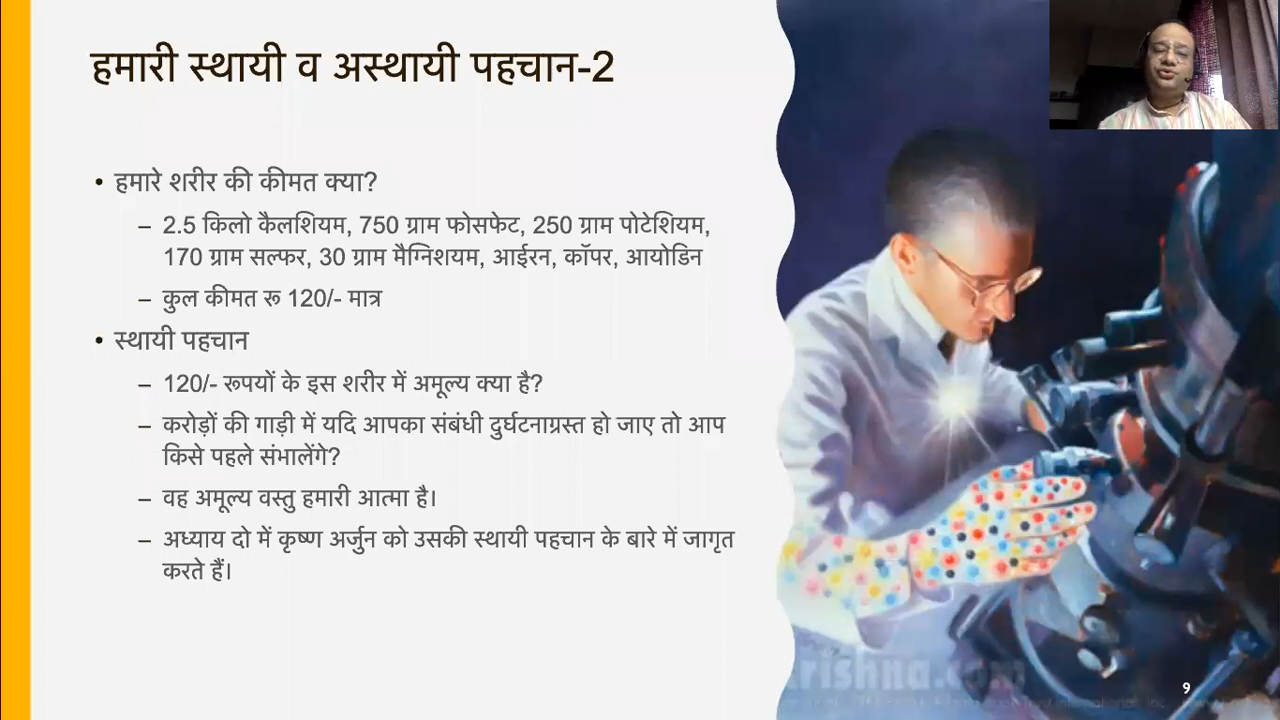 हमारी स्थायी व अस्थायी पहचान-2
• हमारे शरीर की कीमत क्या?
– 2.5 किलो कैलशियम, 750 ग्राम फोसफेट, 250 ग्राम पोटेशियम,
170 ग्राम सल्फर, 30 ग्राम मैग्निशयम, आईरन, कॉपर, आयोडिन
– कुल कीमत रू 120/- मात्र
• स्थायी पहचान
– 120/- रूपयों के इस शरीर में अमूल्य क्या है?
– करोड़ों की गाड़ी में यदि आपका संबंधी दुर्घटनाग्रस्त हो जाए तो आप
किसे पहले संभालेंगे?
– वह अमूल्य वस्तु हमारी आत्मा है।
– अध्याय दो में कृष्ण अर्जुन को उसकी स्थायी पहचान के बारे में जागृत
करते हैं।
krishna.com
9